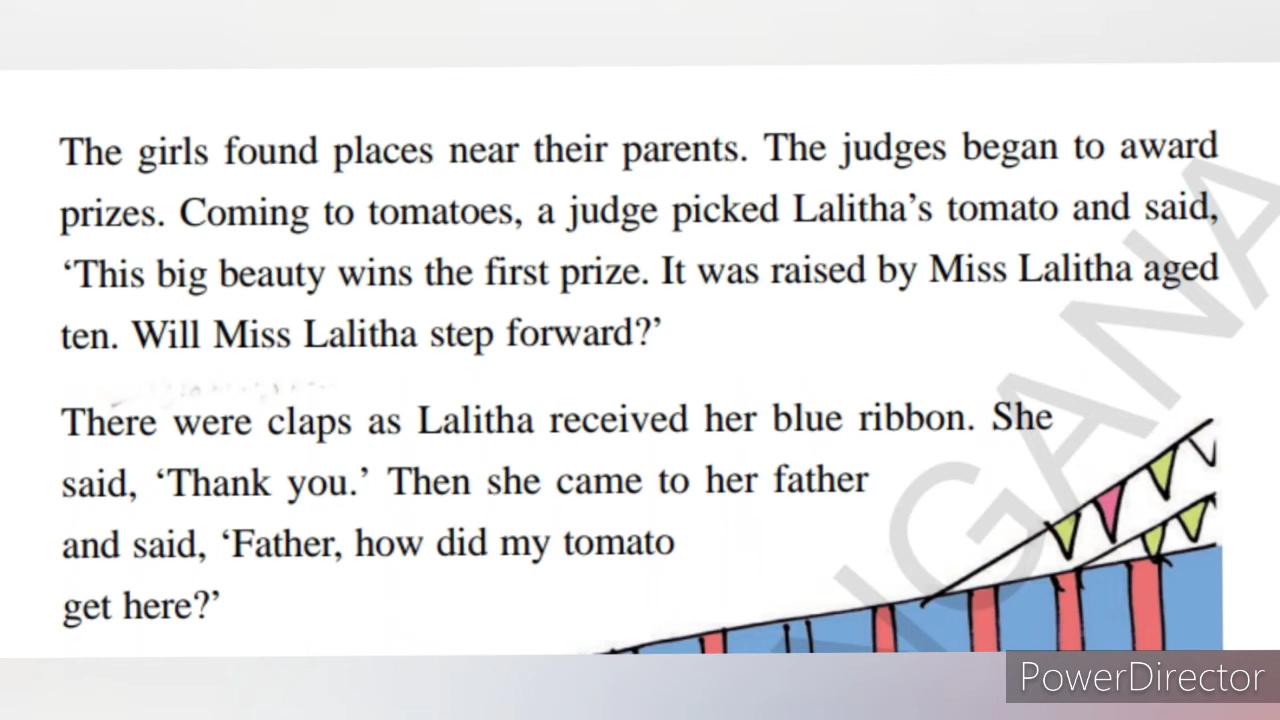 The girls found places near their parents. The judges began to award
prizes. Coming to tomatoes, a judge picked Lalitha’s tomato and said,
‘This big beauty wins the first prize. It was raised by Miss Lalitha aged
ten. Will Miss Lalitha step forward?’
There were claps as Lalitha received her blue ribbon. She
said, ‘Thank you.’ Then she came to her father
and said, ‘Father, how did my tomato
get here?’
NGANA
PowerDirector